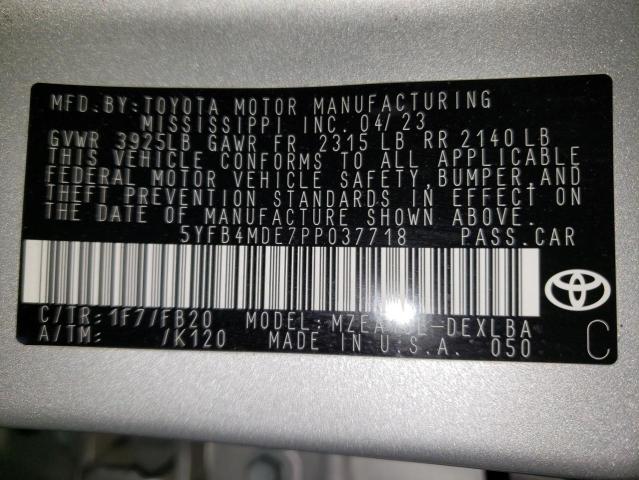 MFD. BY: TOYOTA MOTOR MANUFACTURING
MISSISSIPPI INC. 04/23
GVWR 3925LB GAWR FR 2315 LB RR 2140 LB
THIS VEHICLE CONFORMS TO ALL APPLICABLE
FEDERAL MOTOR VEHICLE SAFETY, BUMPER, AND
THEFT PREVENTION STANDARDS IN EFFECT ON
THE DATE OF MANUFACTURE SHOWN ABOVE.
5YFB4MDE7PP037718 PASS. CAR
C/TR: 1F7/FB20 MODEL:
A/TM: /K120 MADE IN U.S.A. 050
C